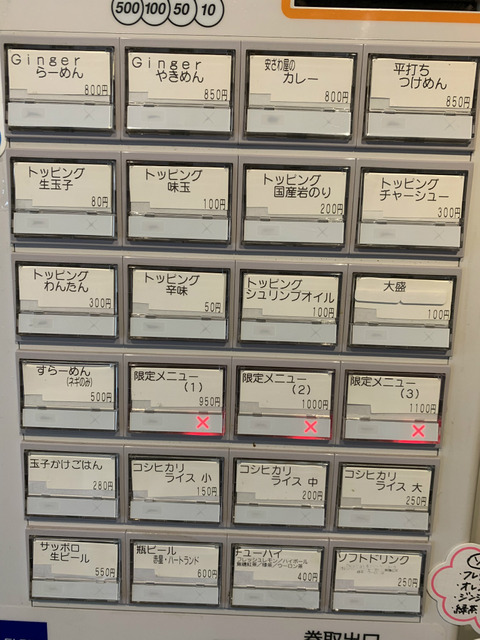 500 100 50 10
Ginger
らーめん
800円
Ginger
やきめん
850円
安ざわ屋の
カレー
800円
平打ち
つけめん
850円
トッピング
生玉子
80円
トッピング
味玉
100円
トッピング
国産岩のり
200円
トッピング
チャーシュー
300円
トッピング
わんたん
300円
トッピング
辛味
50円
トッピング
シュリンプオイル
100円
大盛
100円
すらーめん
(ネギのみ)
500円
限定メニュー
(1)
950円
限定メニュー
(2)
1000円
限定メニュー
(3)
1100円
玉子かけごはん
280円
コシヒカリ
ライス 小
150円
コシヒカリ
ライス 中
200円
コシヒカリ
ライス 大
250円
サッポロ
生ビール
550円
瓶ビール
赤星・ハートランド
600円
チューハイ
400円
ソフトドリンク
250円
券取出口